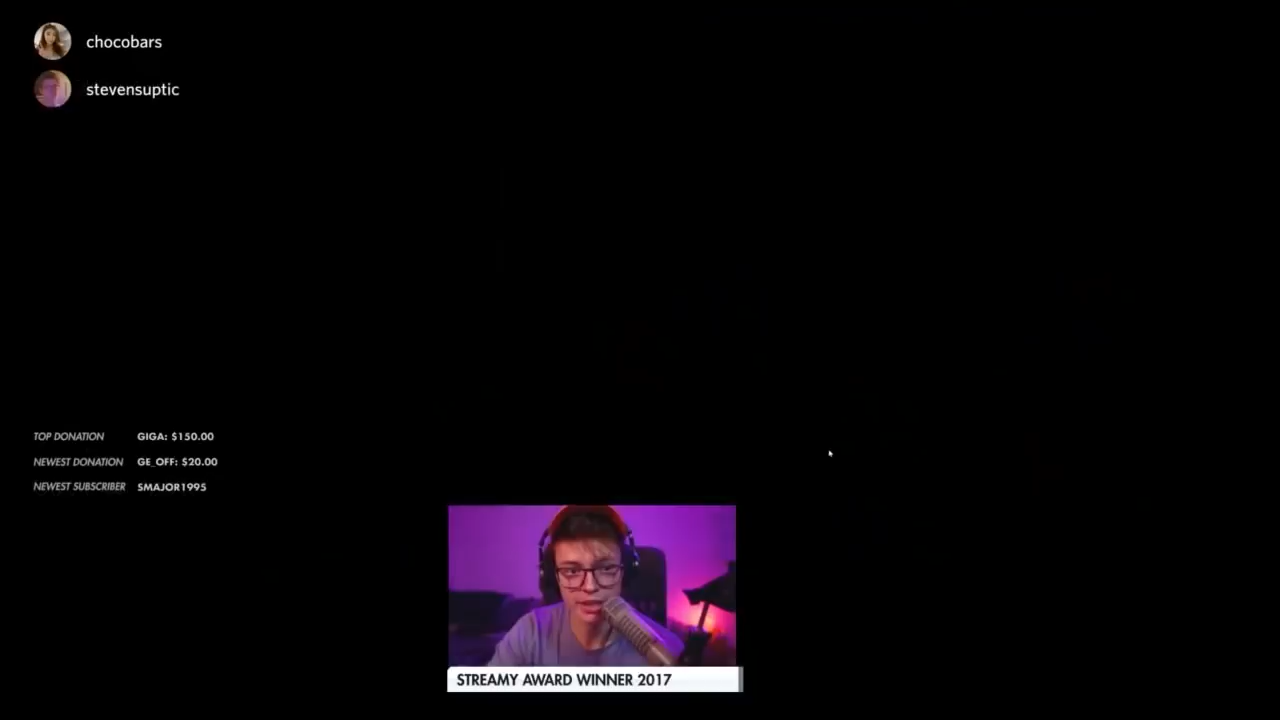 chocobars
stevensuptic
TOP DONATION GIGA: $150.00
NEWEST DONATION GE_OFF: $20.00
NEWEST SUBSCRIBER SMAJOR1995
STREAMY AWARD WINNER 2017